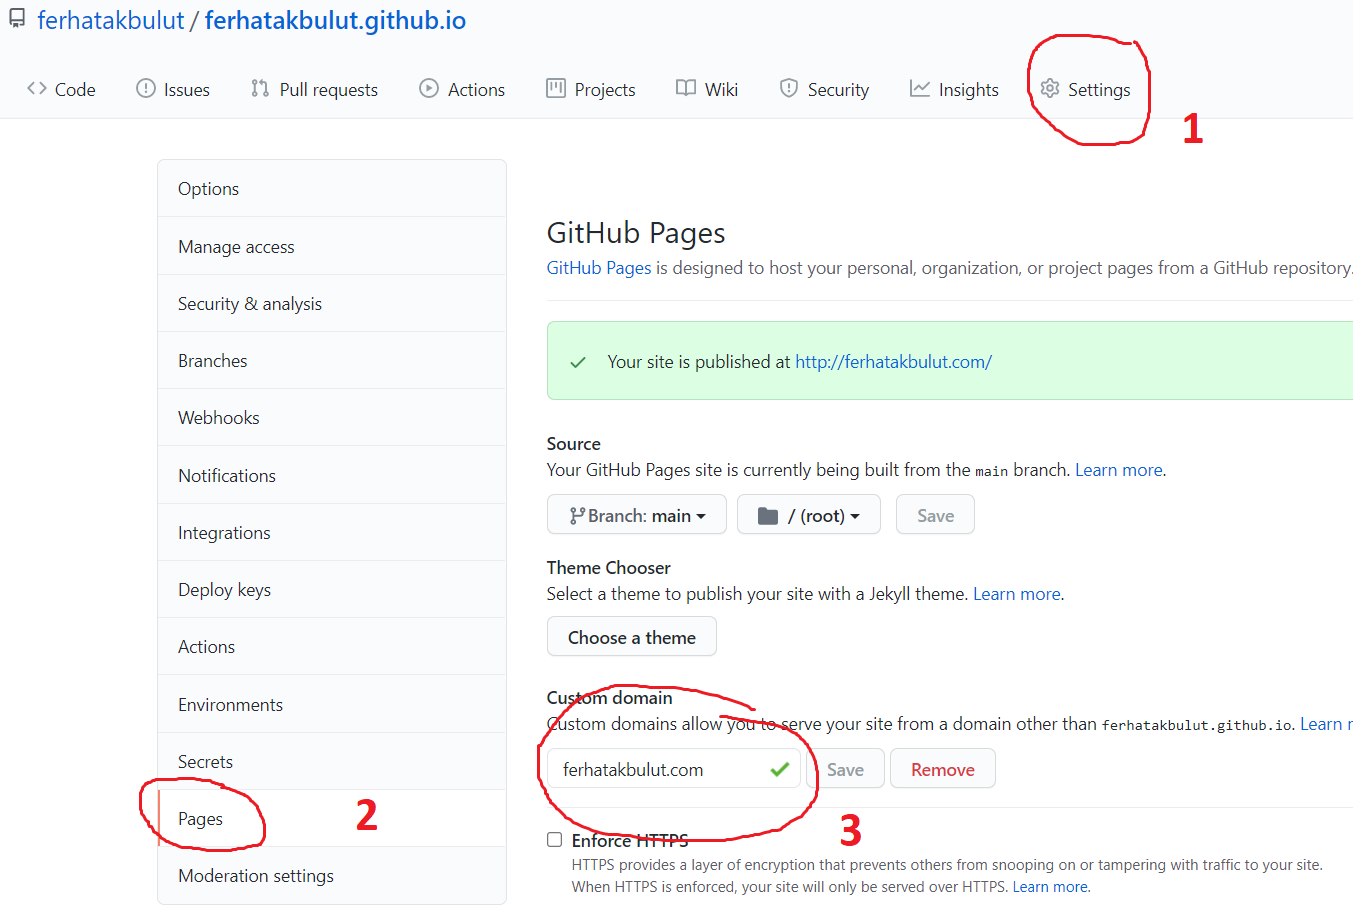 ferhatakbulut / ferhatakbulut.github.io
Code Issues Pull requests Actions Projects Wiki Security Insights Settings
1
Options
Manage access
Security & analysis
Branches
Webhooks
Notifications
Integrations
Deploy keys
Actions
Environments
Secrets
Pages
2
Moderation settings
GitHub Pages
GitHub Pages is designed to host your personal, organization, or project pages from a GitHub repository.
Your site is published at http://ferhatakbulut.com/
Source
Your GitHub Pages site is currently being built from the main branch. Learn more.
Branch: main / (root) Save
Theme Chooser
Select a theme to publish your site with a Jekyll theme. Learn more.
Choose a theme
Custom domain
Custom domains allow you to serve your site from a domain other than ferhatakbulut.github.io. Learn
ferhatakbulut.com Save Remove
3
Enforce HTTPS
HTTPS provides a layer of encryption that prevents others from snooping on or tampering with traffic to your site.
When HTTPS is enforced, your site will only be served over HTTPS. Learn more.